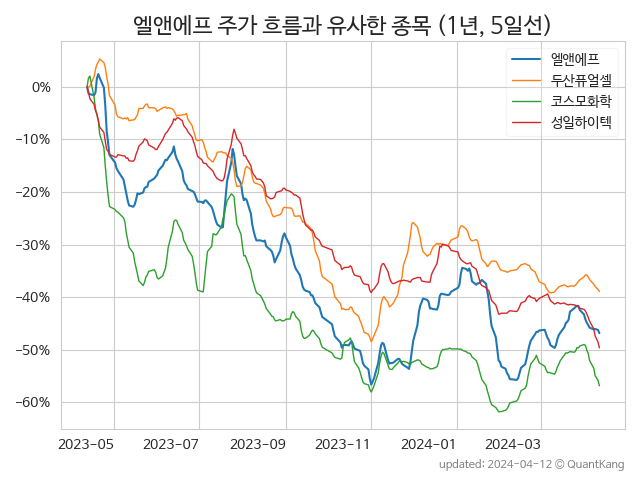 엘앤에프 주가 흐름과 유사한 종목 (1년, 5일선)
엘앤에프
두산퓨얼셀
코스모화학
성일하이텍
0%
−10%
−20%
−30%
−40%
−50%
−60%
2023-05 2023-07 2023-09 2023-11 2024-01 2024-03
updated: 2024-04-12 © QuantKang